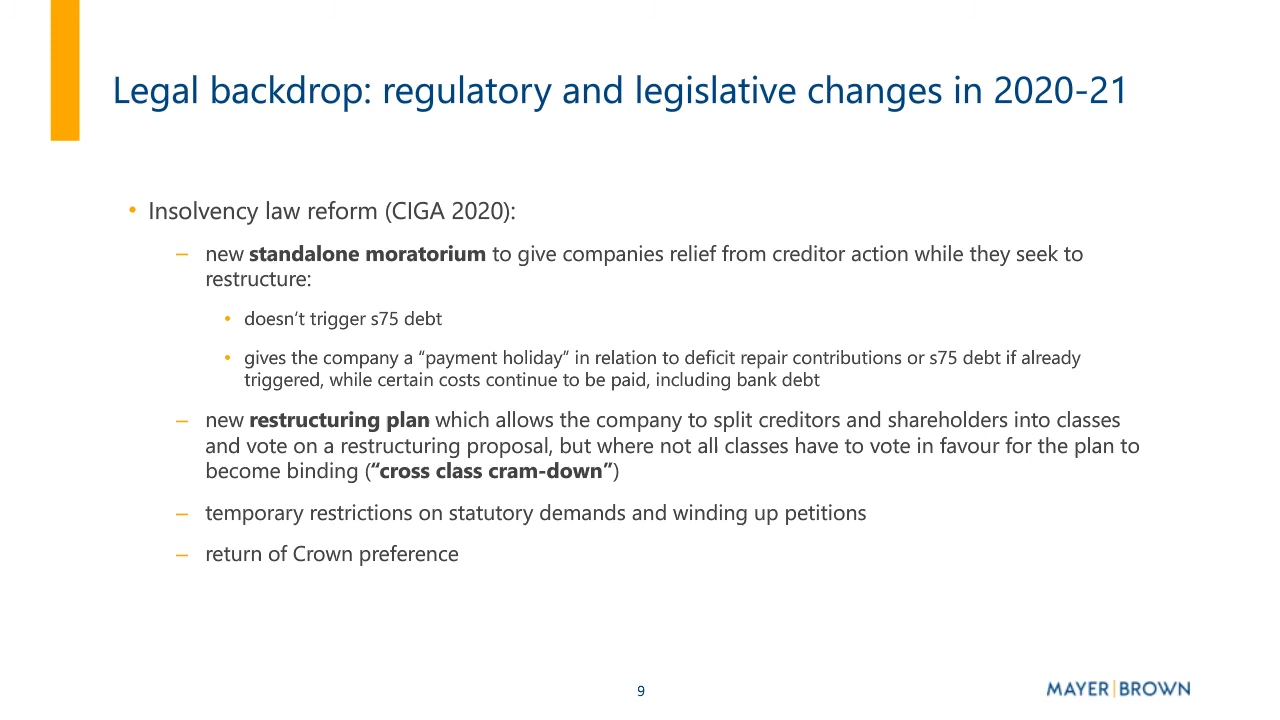 Legal backdrop: regulatory and legislative changes in 2020-21
• Insolvency law reform (CIGA 2020):
– new standalone moratorium to give companies relief from creditor action while they seek to
restructure:
• doesn’t trigger s75 debt
• gives the company a “payment holiday” in relation to deficit repair contributions or s75 debt if already
triggered, while certain costs continue to be paid, including bank debt
– new restructuring plan which allows the company to split creditors and shareholders into classes
and vote on a restructuring proposal, but where not all classes have to vote in favour for the plan to
become binding (“cross class cram-down”)
– temporary restrictions on statutory demands and winding up petitions
– return of Crown preference
9
MAYER|BROWN